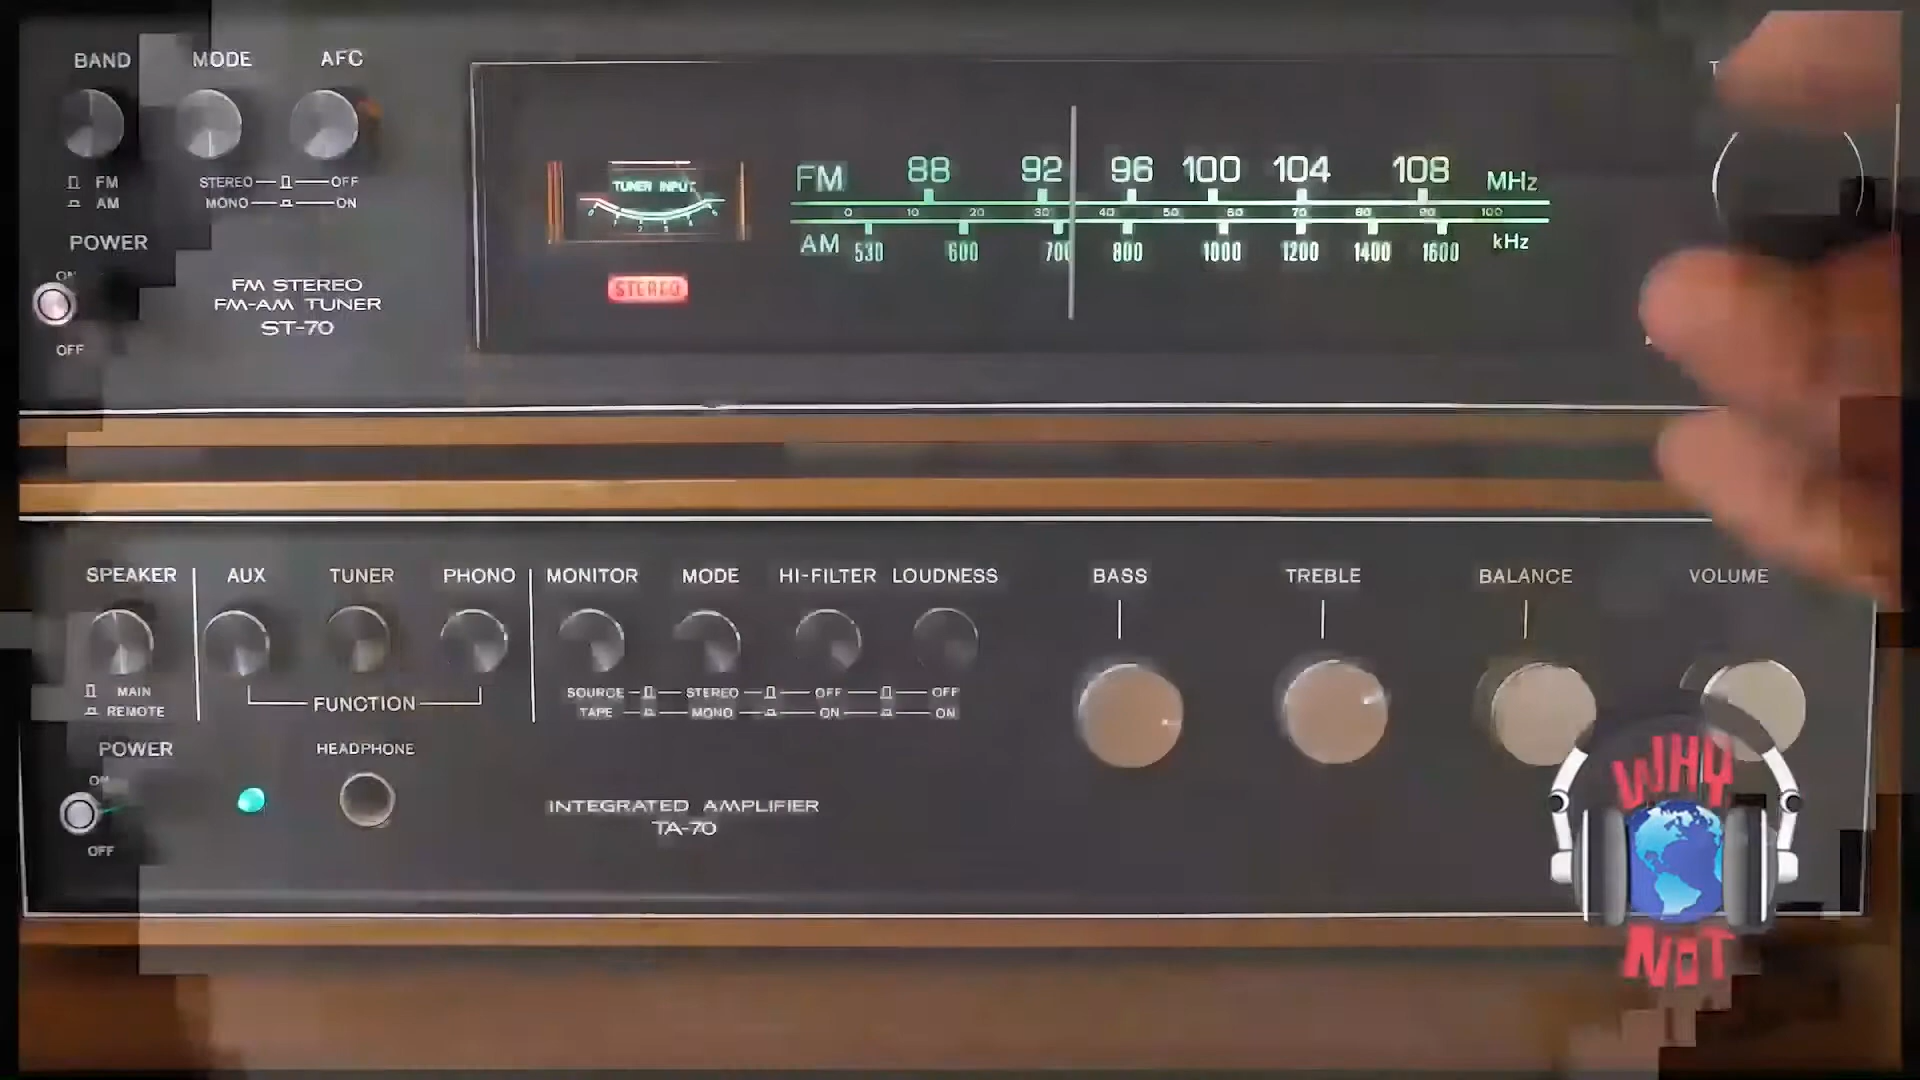 BAND MODE AFC
FM 88 92 96 100 104 108 MHz
TUNER INPUT
FM STEREO OFF
AM MONO ON
0 10 20 30 40 50 60 70 80 90 100
POWER
AM 530 600 700 800 1000 1200 1400 1600 kHz
ON
FM STEREO
STEREO
FM-AM TUNER
ST-70
OFF
SPEAKER AUX TUNER PHONO MONITOR MODE HI-FILTER LOUDNESS BASS TREBLE BALANCE VOLUME
MAIN
SOURCE STEREO OFF OFF
REMOTE
FUNCTION
TAPE MONO ON ON
POWER
HEADPHONE
ON
INTEGRATED AMPLIFIER
TA-70
OFF
WHY
NOT